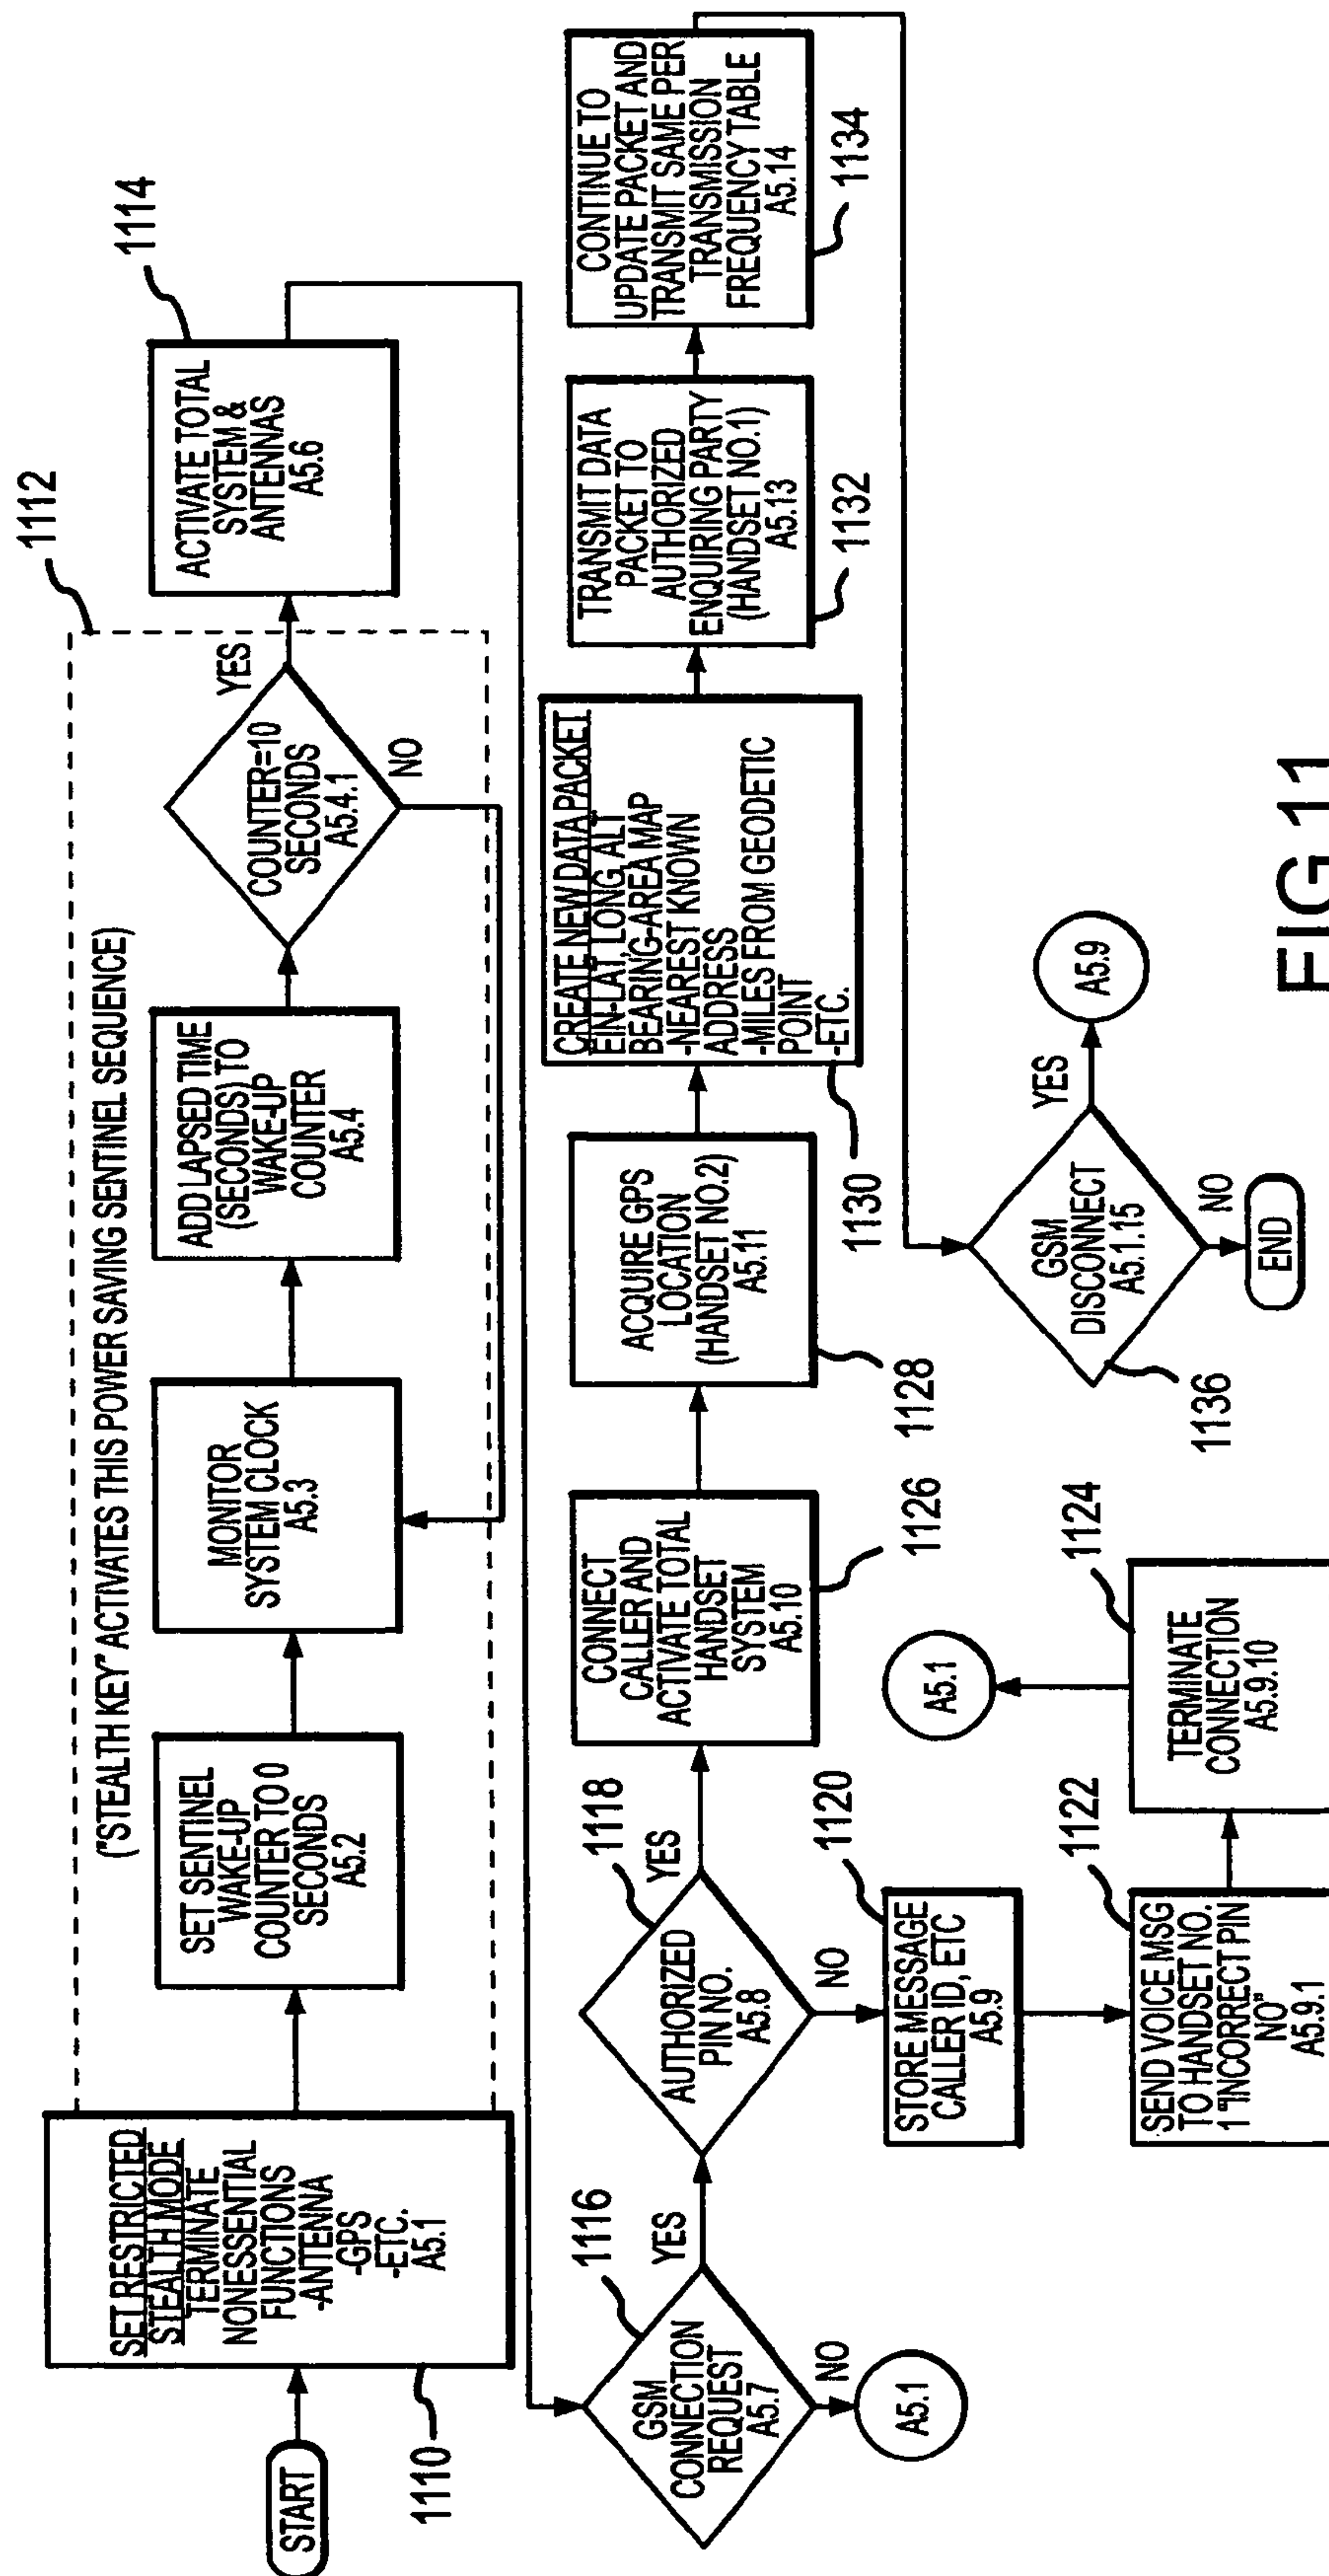 ("STEALTH KEY" ACTIVATES THIS POWER SAVING SENTINEL SEQUENCE)
1112
1114
START
1110
SET RESTRICTED
STEALTH MODE
TERMINATE
NONESSENTIAL
FUNCTIONS
-ANTENNA
-GPS
-ETC.
A5.1
SET SENTINEL
WAKE-UP
COUNTER TO 0
SECONDS
A5.2
MONITOR
SYSTEM CLOCK
A5.3
ADD LAPSED TIME
(SECONDS) TO
WAKE-UP
COUNTER
A5.4
COUNTER=10
SECONDS
A5.4.1
YES
NO
ACTIVATE TOTAL
SYSTEM &
ANTENNAS
A5.6
1116
GSM
CONNECTION
REQUEST
A5.7
YES
NO
A5.1
1118
AUTHORIZED
PIN NO.
A5.8
YES
NO
1120
STORE MESSAGE
CALLER ID, ETC
A5.9
1122
SEND VOICE MSG
TO HANDSET NO.
1 "INCORRECT PIN
NO"
A5.9.1
1124
TERMINATE
CONNECTION
A5.9.10
A5.1
CONNECT
CALLER AND
ACTIVATE TOTAL
HANDSET
SYSTEM
A5.10
1126
ACQUIRE GPS
LOCATION
(HANDSET NO.2)
A5.11
1128
CREATE NEW DATA PACKET
EIN-LAT, LONG, ALT
BEARING-AREA MAP
-NEAREST KNOWN
ADDRESS
-MILES FROM GEODETIC
POINT
-ETC.
1130
TRANSMIT DATA
PACKET TO
AUTHORIZED
ENQUIRING PARTY
(HANDSET NO.1)
A5.13
1132
CONTINUE TO
UPDATE PACKET AND
TRANSMIT SAME PER
TRANSMISSION
FREQUENCY TABLE
A5.14
1134
GSM
DISCONNECT
A5.1.15
1136
YES
A5.9
NO
END
FIG.11